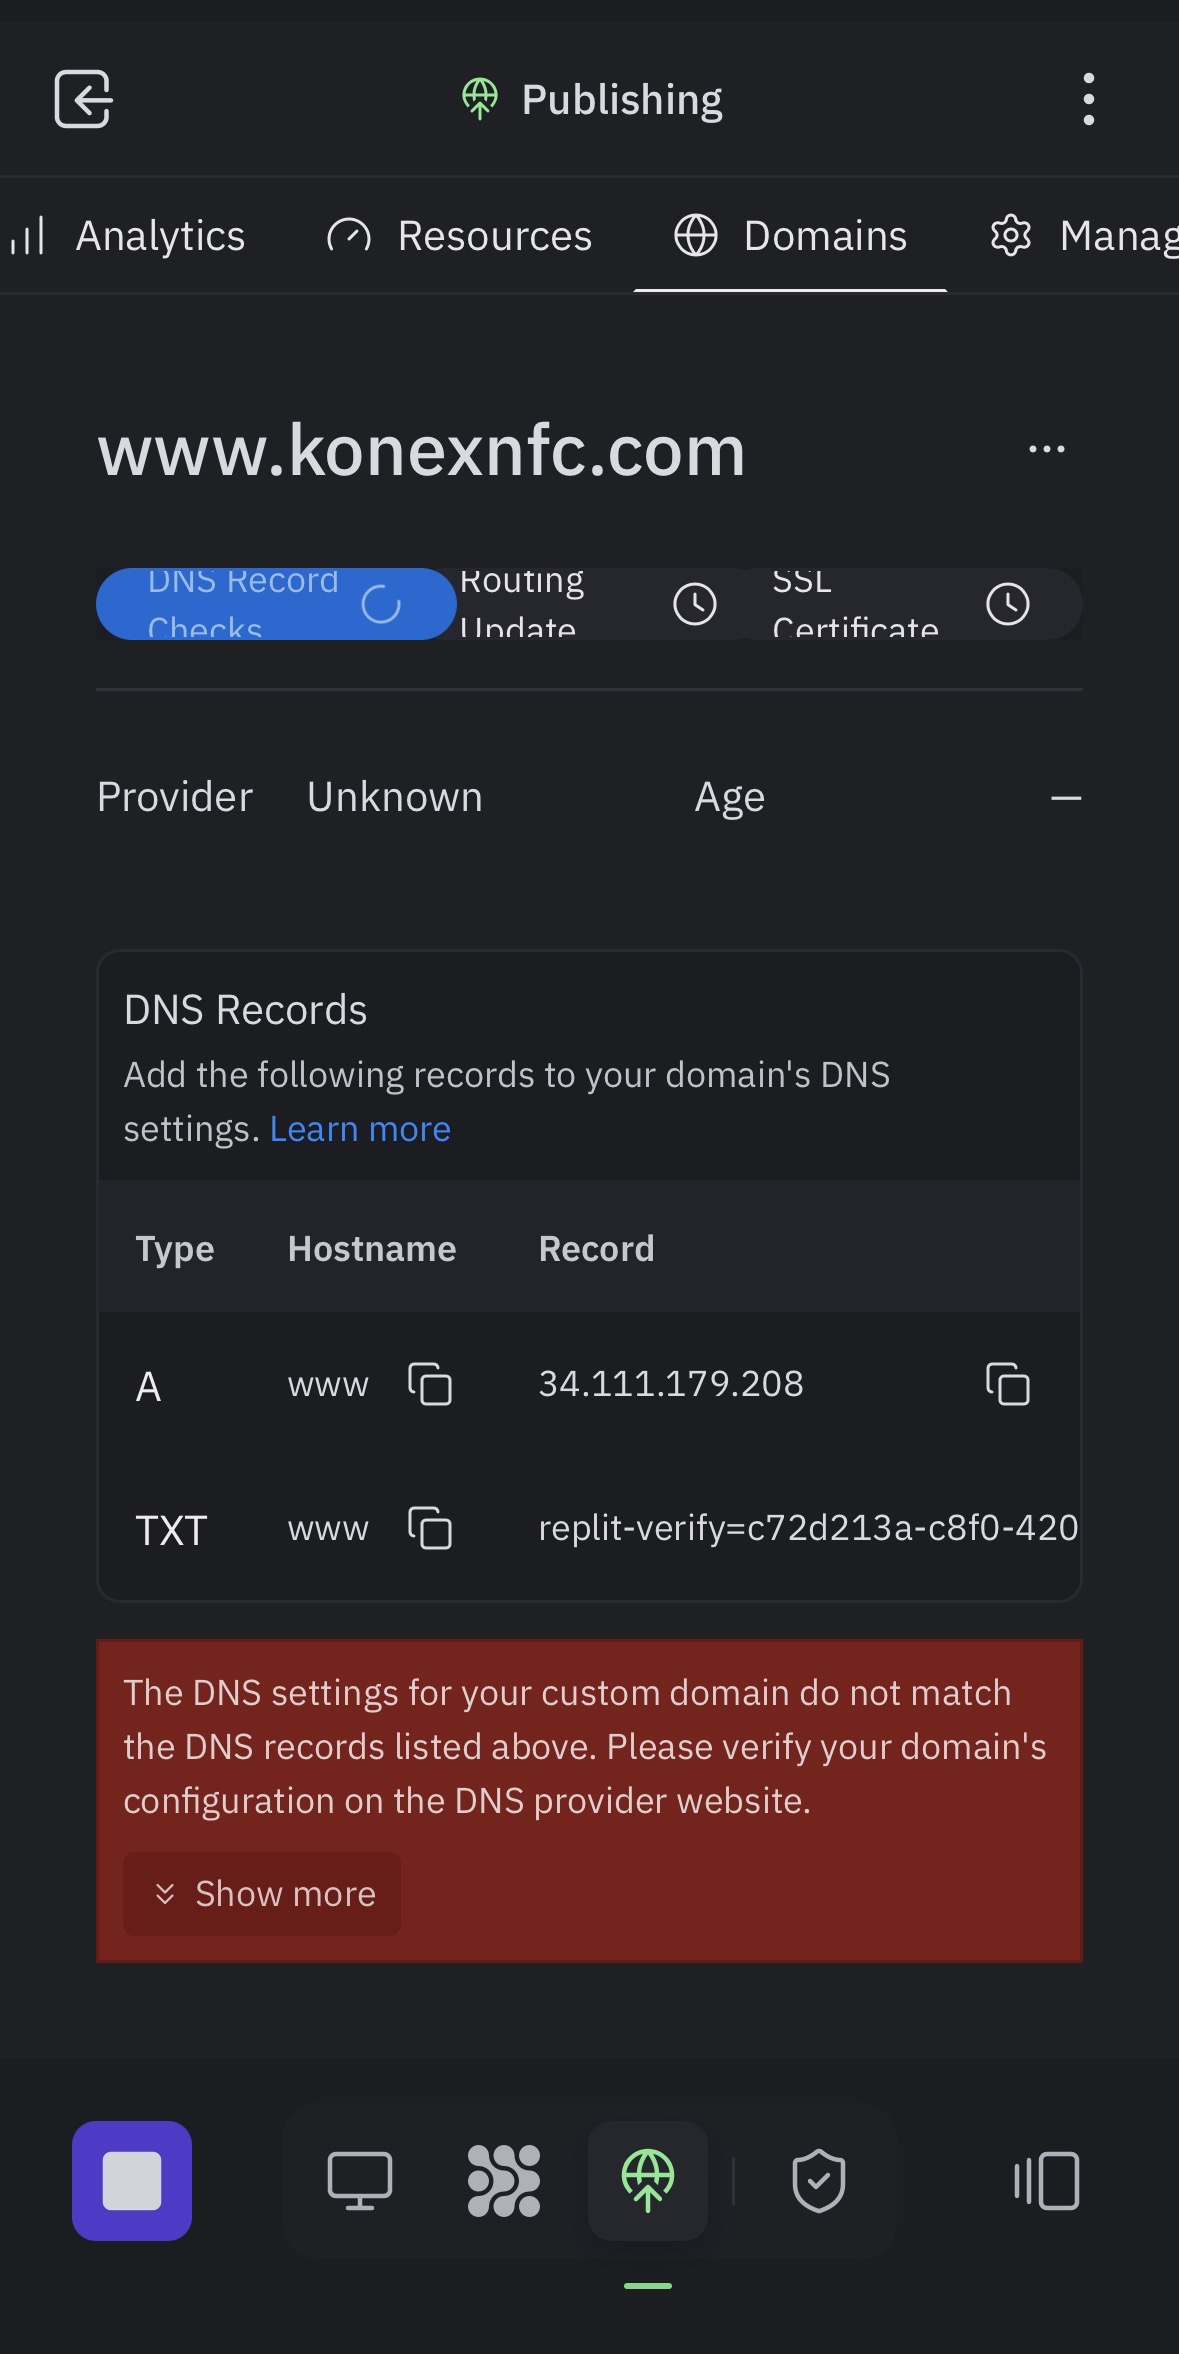 Publishing
Analytics
Resources
Domains
Manag
www.konexnfc.com
DNS Record
Checks
Routing
Update
SSL
Certificate
Provider
Unknown
Age
—
DNS Records
Add the following records to your domain's DNS
settings. Learn more
Type
Hostname
Record
A
www
34.111.179.208
TXT
www
replit-verify=c72d213a-c8f0-420
The DNS settings for your custom domain do not match
the DNS records listed above. Please verify your domain's
configuration on the DNS provider website.
Show more